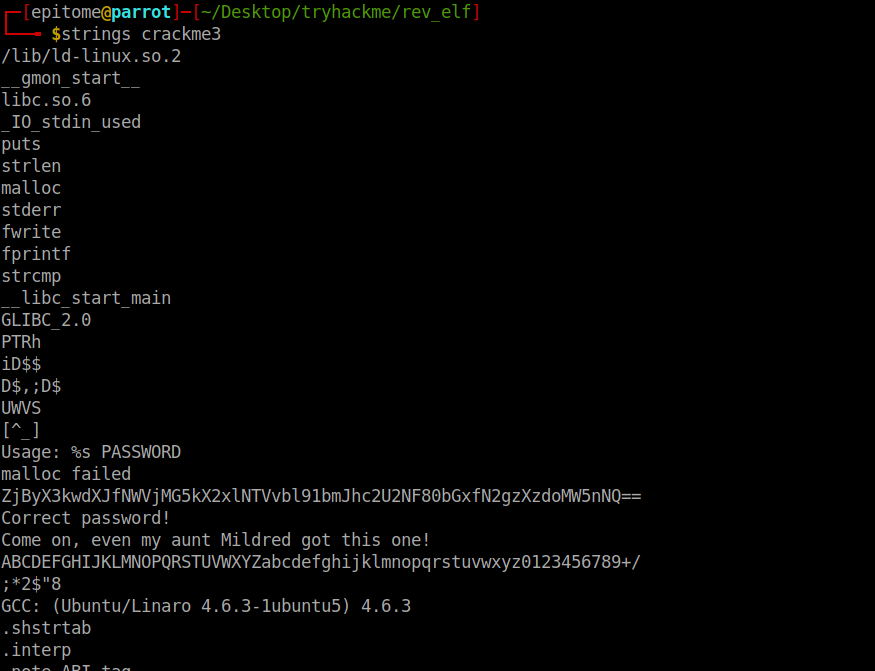 ┌─[epitome@parrot]─[~/Desktop/tryhackme/rev_elf]
└──╼ $strings crackme3
/lib/ld-linux.so.2
__gmon_start__
libc.so.6
_IO_stdin_used
puts
strlen
malloc
stderr
fwrite
fprintf
strcmp
__libc_start_main
GLIBC_2.0
PTRh
iD$$
D$,;D$
UWVS
[^_]
Usage: %s PASSWORD
malloc failed
ZjByX3kwdXJfNWVjMG5kX2xlNTVvbl91bmJhc2U2NF80bGxfN2gzXzdoMW5nNQ==
Correct password!
Come on, even my aunt Mildred got this one!
ABCDEFGHIJKLMNOPQRSTUVWXYZabcdefghijklmnopqrstuvwxyz0123456789+/
;*2$"8
GCC: (Ubuntu/Linaro 4.6.3-1ubuntu5) 4.6.3
.shstrtab
.interp
.note.ABI-tag